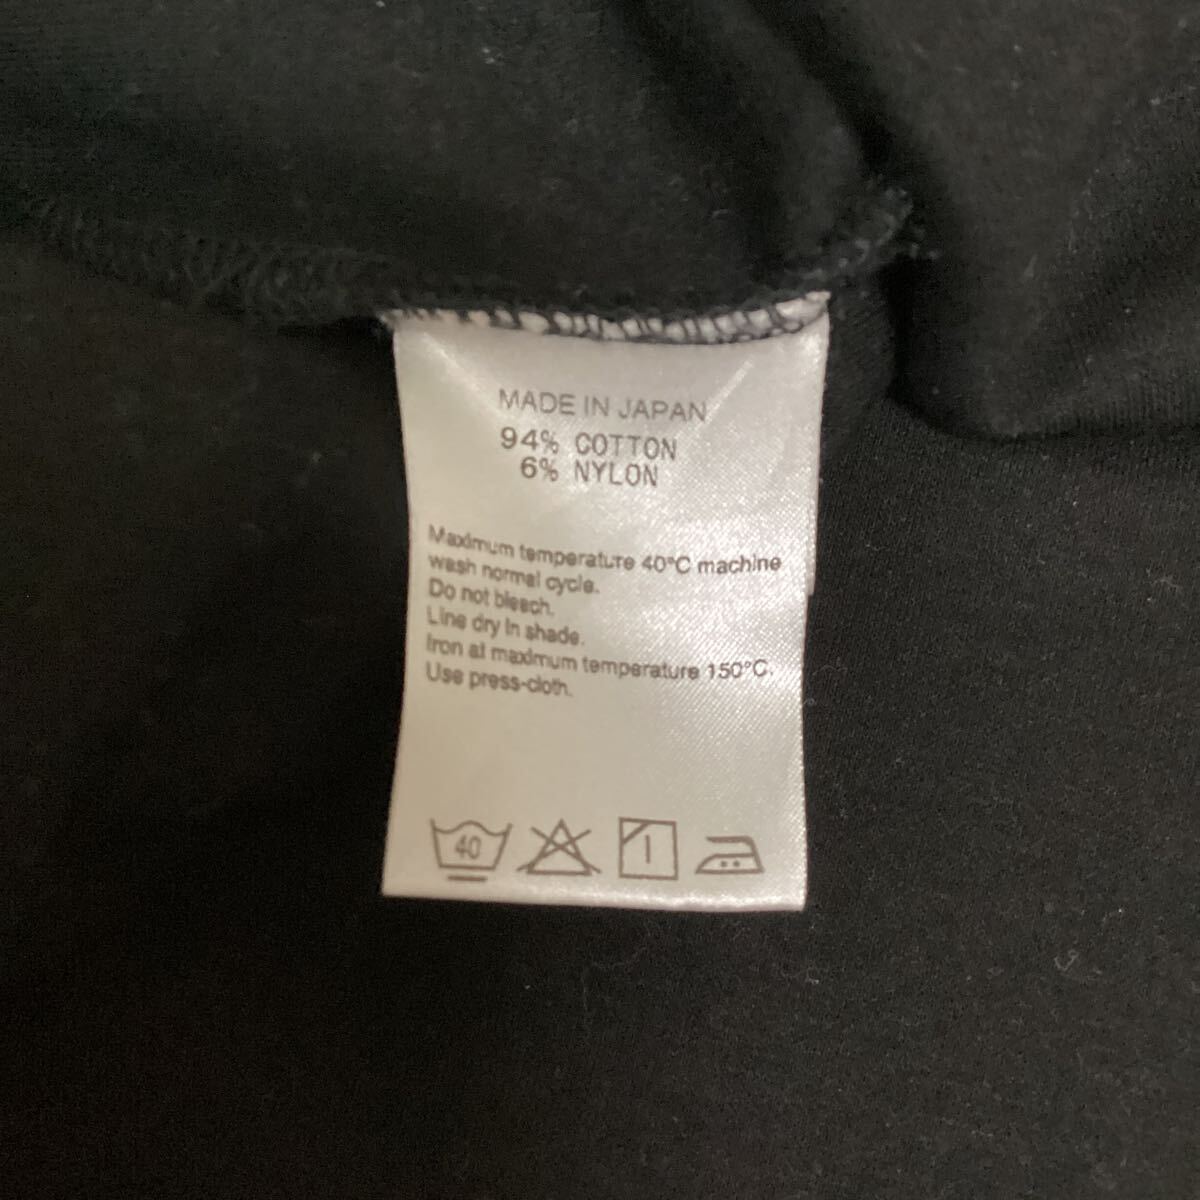 MADE IN JAPAN
94% COTTON
6% NYLON
Maximum temperature 40°C machine
wash normal cycle.
Do not bleach.
Line dry in shade.
Iron at maximum temperature 150°C.
Use press-cloth.
40